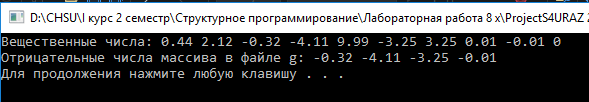 D:\CHSU\I курс 2 семестр\Структурное программирование\Лабораторная работа 8 x\ProjectS4URAZ 2
Вещественные числа: 0.44 2.12 -0.32 -4.11 9.99 -3.25 3.25 0.01 -0.01 0
Отрицательные числа массива в файле g: -0.32 -4.11 -3.25 -0.01
Для продолжения нажмите любую клавишу . . .